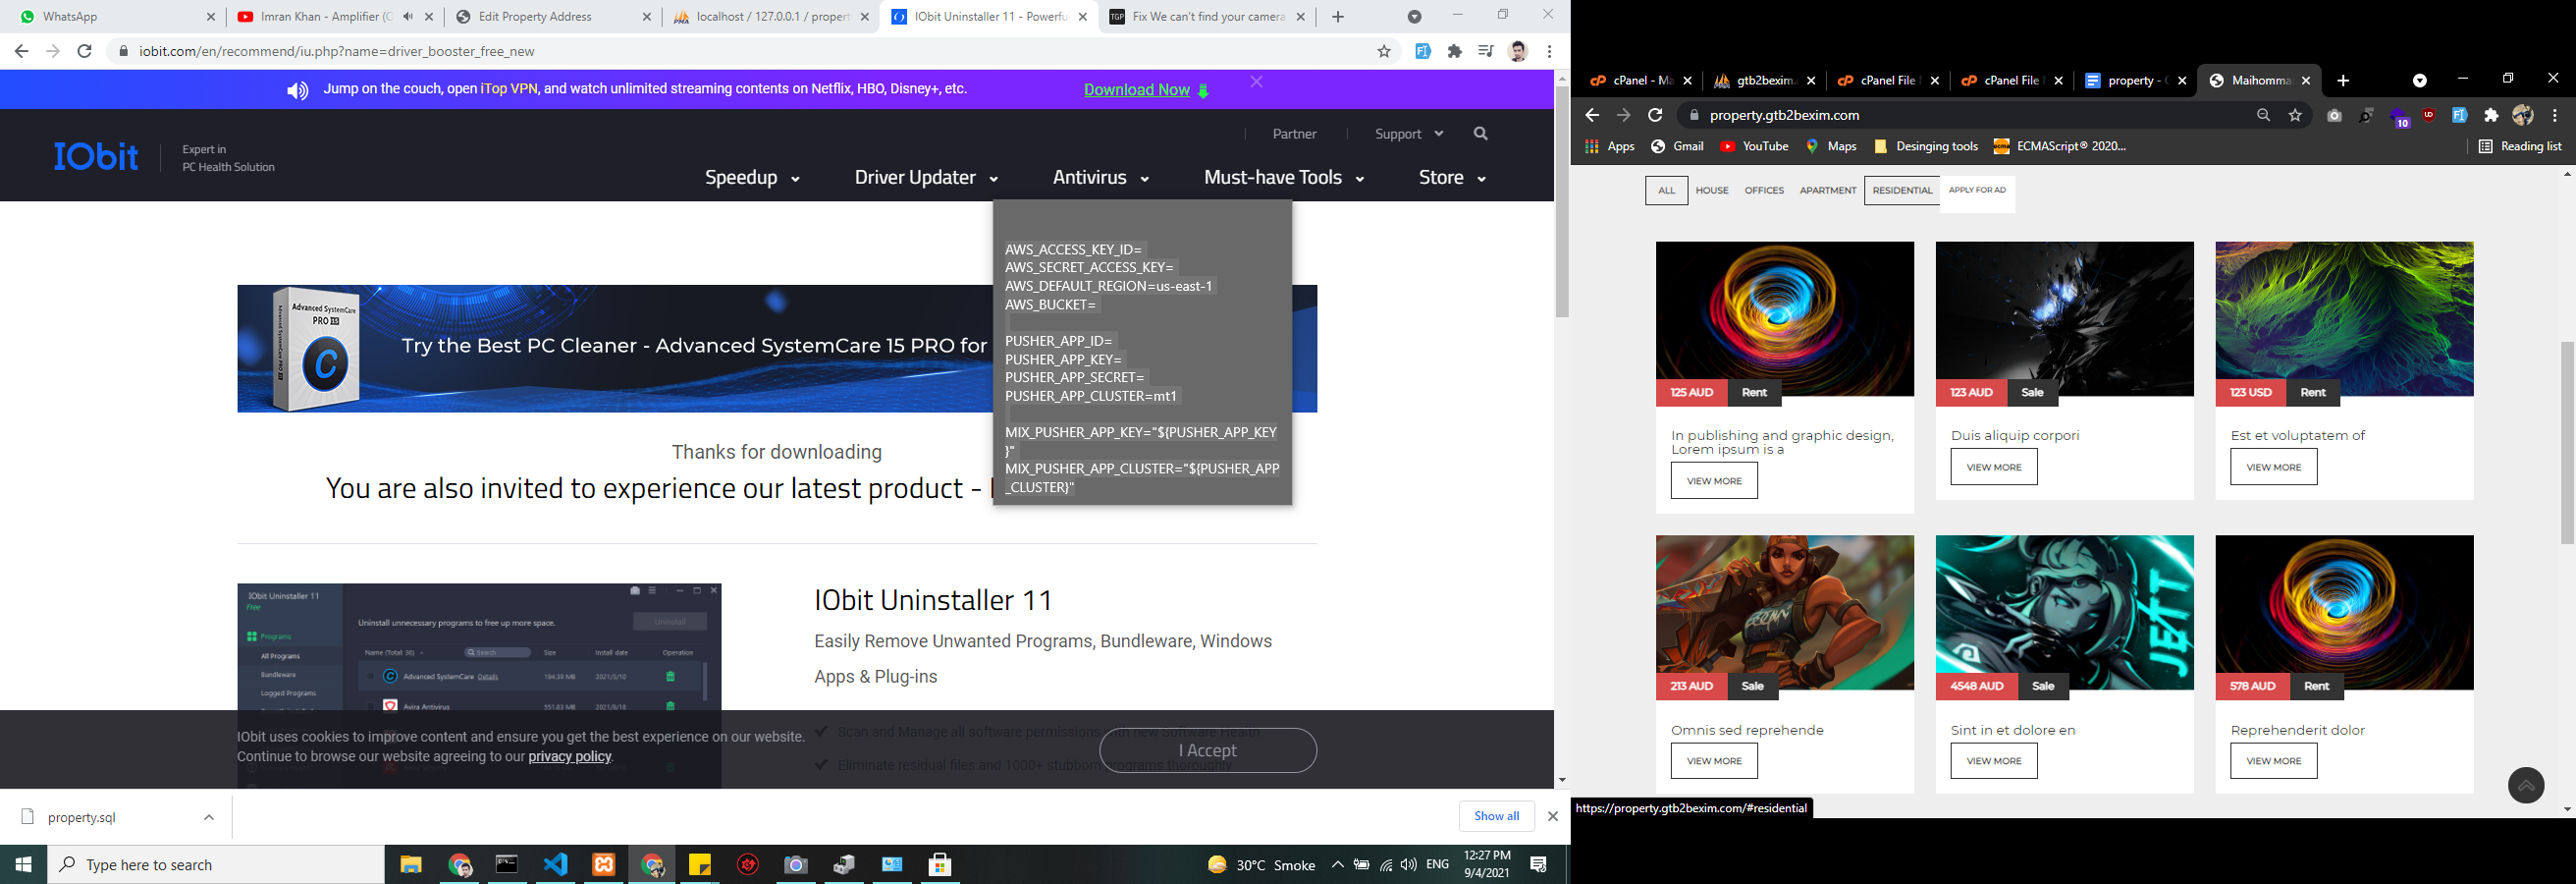 WhatsApp
Imran Khan - Amplifier (O
Edit Property Address
localhost / 127.0.0.1 / propert
IObit Uninstaller 11 - Powerfu
TGP
Fix We can't find your camera
iobit.com/en/recommend/iu.php?name=driver_booster_free_new
Jump on the couch, open iTop VPN, and watch unlimited streaming contents on Netflix, HBO, Disney+, etc.
Download Now
IObit
Expert in
PC Health Solution
Partner
Support
Speedup
Driver Updater
Antivirus
Must-have Tools
Store
Advanced SystemCare
PRO 15
Try the Best PC Cleaner - Advanced SystemCare 15 PRO for
AWS_ACCESS_KEY_ID=
AWS_SECRET_ACCESS_KEY=
AWS_DEFAULT_REGION=us-east-1
AWS_BUCKET=
PUSHER_APP_ID=
PUSHER_APP_KEY=
PUSHER_APP_SECRET=
PUSHER_APP_CLUSTER=mt1
MIX_PUSHER_APP_KEY="${PUSHER_APP_KEY
}"
MIX_PUSHER_APP_CLUSTER="${PUSHER_APP
_CLUSTER}"
Thanks for downloading
You are also invited to experience our latest product -
IObit Uninstaller 11
Free
Programs
All Programs
Bundleware
Logged Programs
Uninstall unnecessary programs to free up more space.
Uninstall
Name (Total: 36)
Search
Size
Install date
Operation
Advanced SystemCare Details
194.39 MB
2021/3/10
Avira Antivirus
551.83 MB
2021/8/18
IObit Uninstaller 11
Easily Remove Unwanted Programs, Bundleware, Windows
Apps & Plug-ins
Scan and Manage all software permissions with new Software Health
Eliminate residual files and 1000+ stubborn programs thoroughly
IObit uses cookies to improve content and ensure you get the best experience on our website.
Continue to browse our website agreeing to our privacy policy.
I Accept
property.sql
Show all
Type here to search
30°C Smoke
ENG
12:27 PM
9/4/2021
cPanel - Ma
gtb2bexim.
cPanel File
cPanel File
property - 
Maihomma
property.gtb2bexim.com
10
Apps
Gmail
YouTube
Maps
Desinging tools
ECMAScript® 2020...
Reading list
ALL
HOUSE
OFFICES
APARTMENT
RESIDENTIAL
APPLY FOR AD
125 AUD
Rent
In publishing and graphic design,
Lorem ipsum is a
VIEW MORE
123 AUD
Sale
Duis aliquip corpori
VIEW MORE
123 USD
Rent
Est et voluptatem of
VIEW MORE
213 AUD
Sale
Omnis sed reprehende
VIEW MORE
JETT
4548 AUD
Sale
Sint in et dolore en
VIEW MORE
578 AUD
Rent
Reprehenderit dolor
VIEW MORE
https://property.gtb2bexim.com/#residential